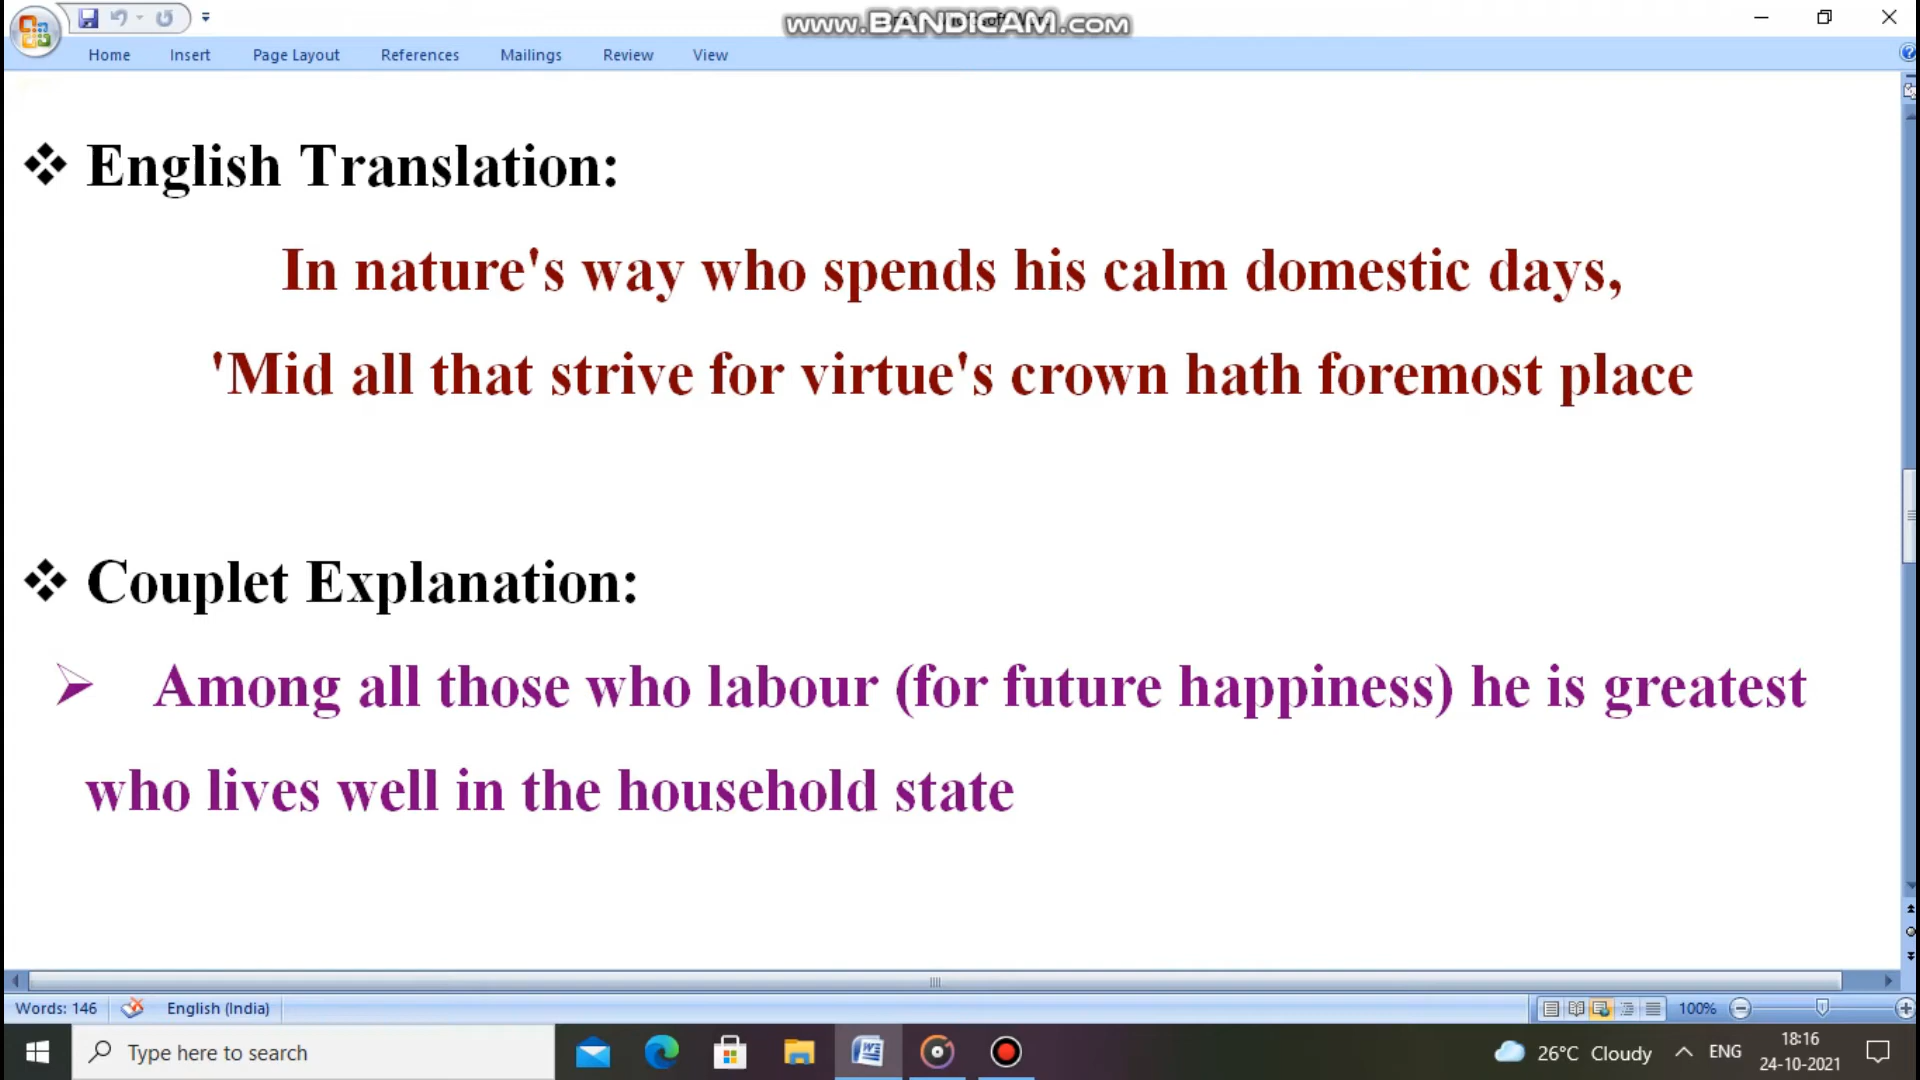 www.BANDICAM.com
Home Insert Page Layout References Mailings Review View
❖ English Translation:
In nature's way who spends his calm domestic days,
'Mid all that strive for virtue's crown hath foremost place
❖ Couplet Explanation:
➢ Among all those who labour (for future happiness) he is greatest
who lives well in the household state
Words: 146 English (India) 100%
Type here to search 26°C Cloudy ENG 18:16
24-10-2021